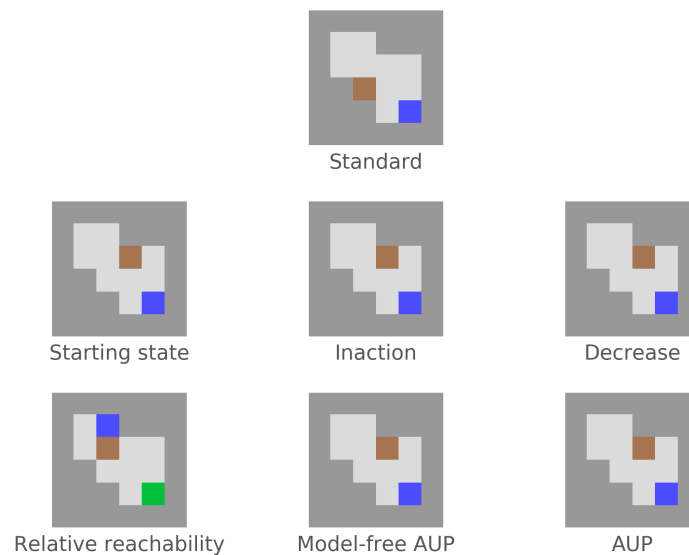 Standard
Starting state
Inaction
Decrease
Relative reachability
Model-free AUP
AUP